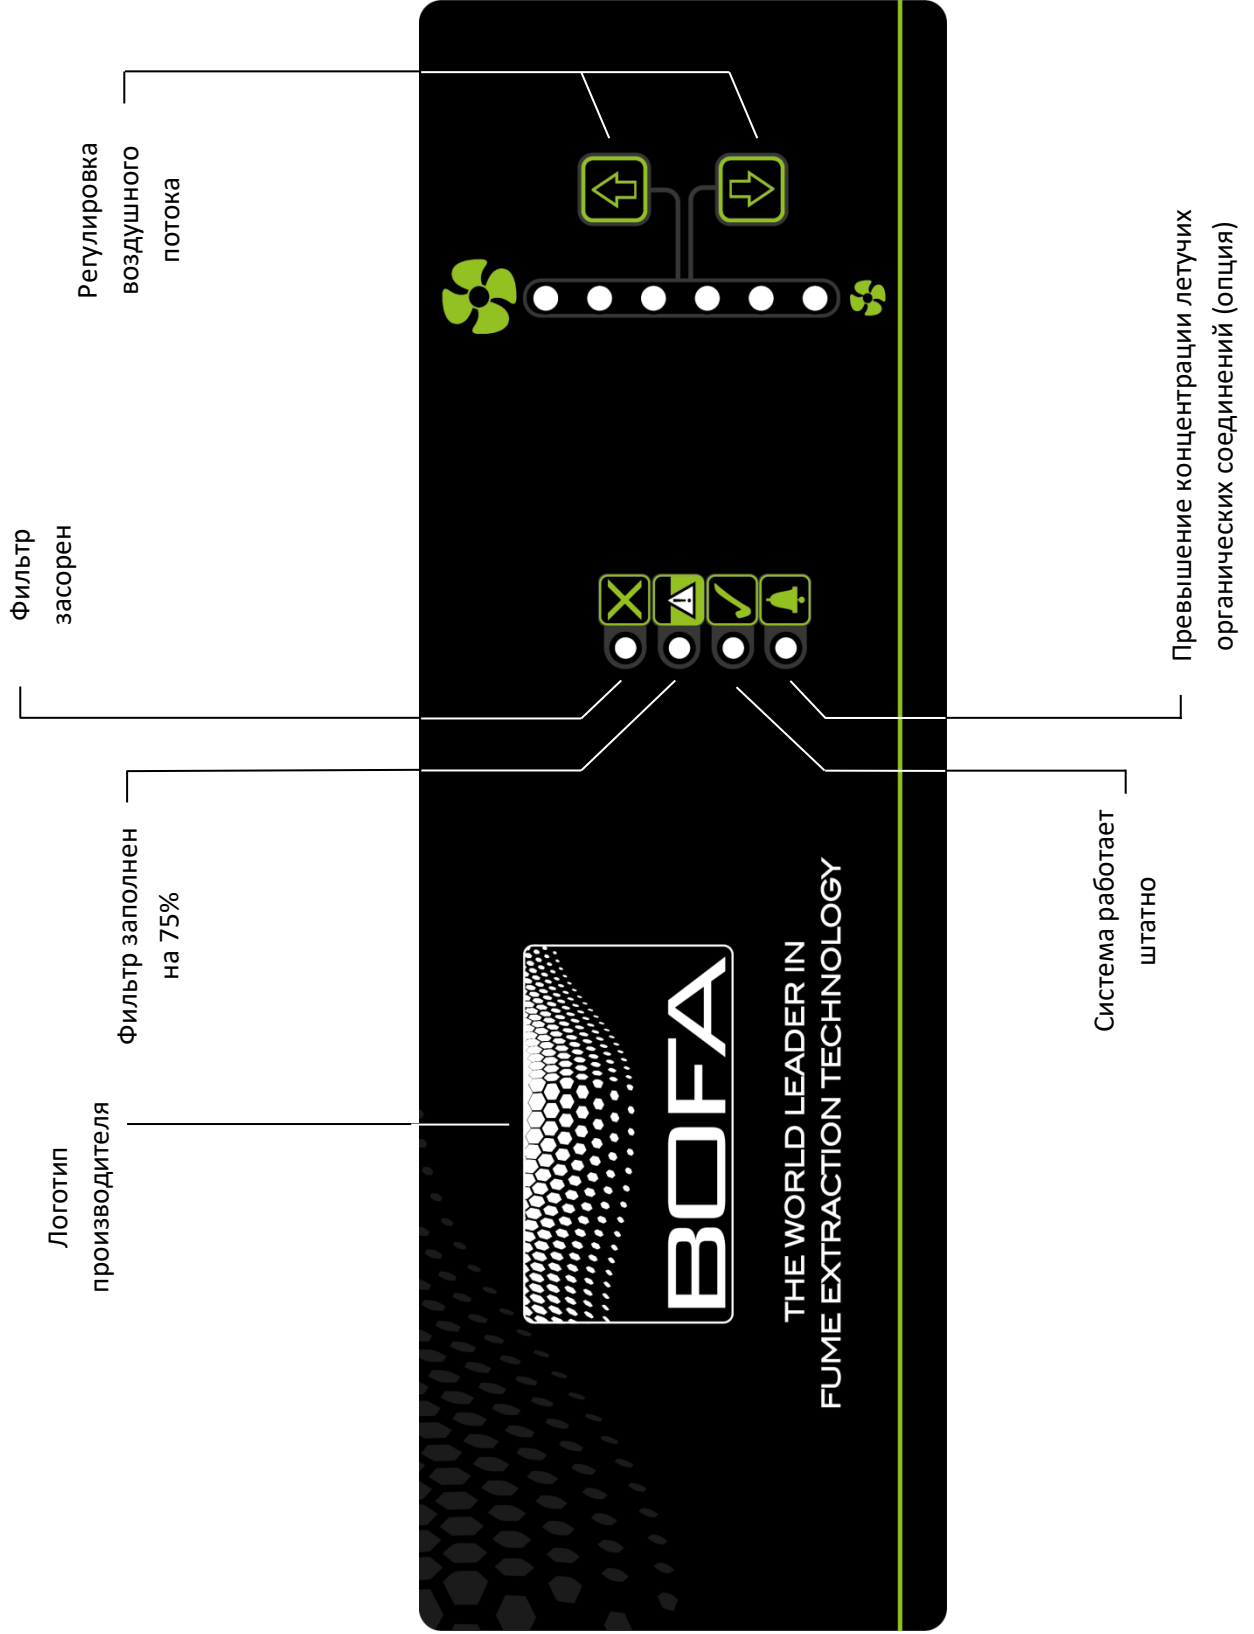 Логотип
производителя
Фильтр заполнен
на 75%
Фильтр
засорен
Регулировка
воздушного
потока
BOFA
THE WORLD LEADER IN
FUME EXTRACTION TECHNOLOGY
Система работает
штатно
Превышение концентрации летучих
органических соединений (опция)